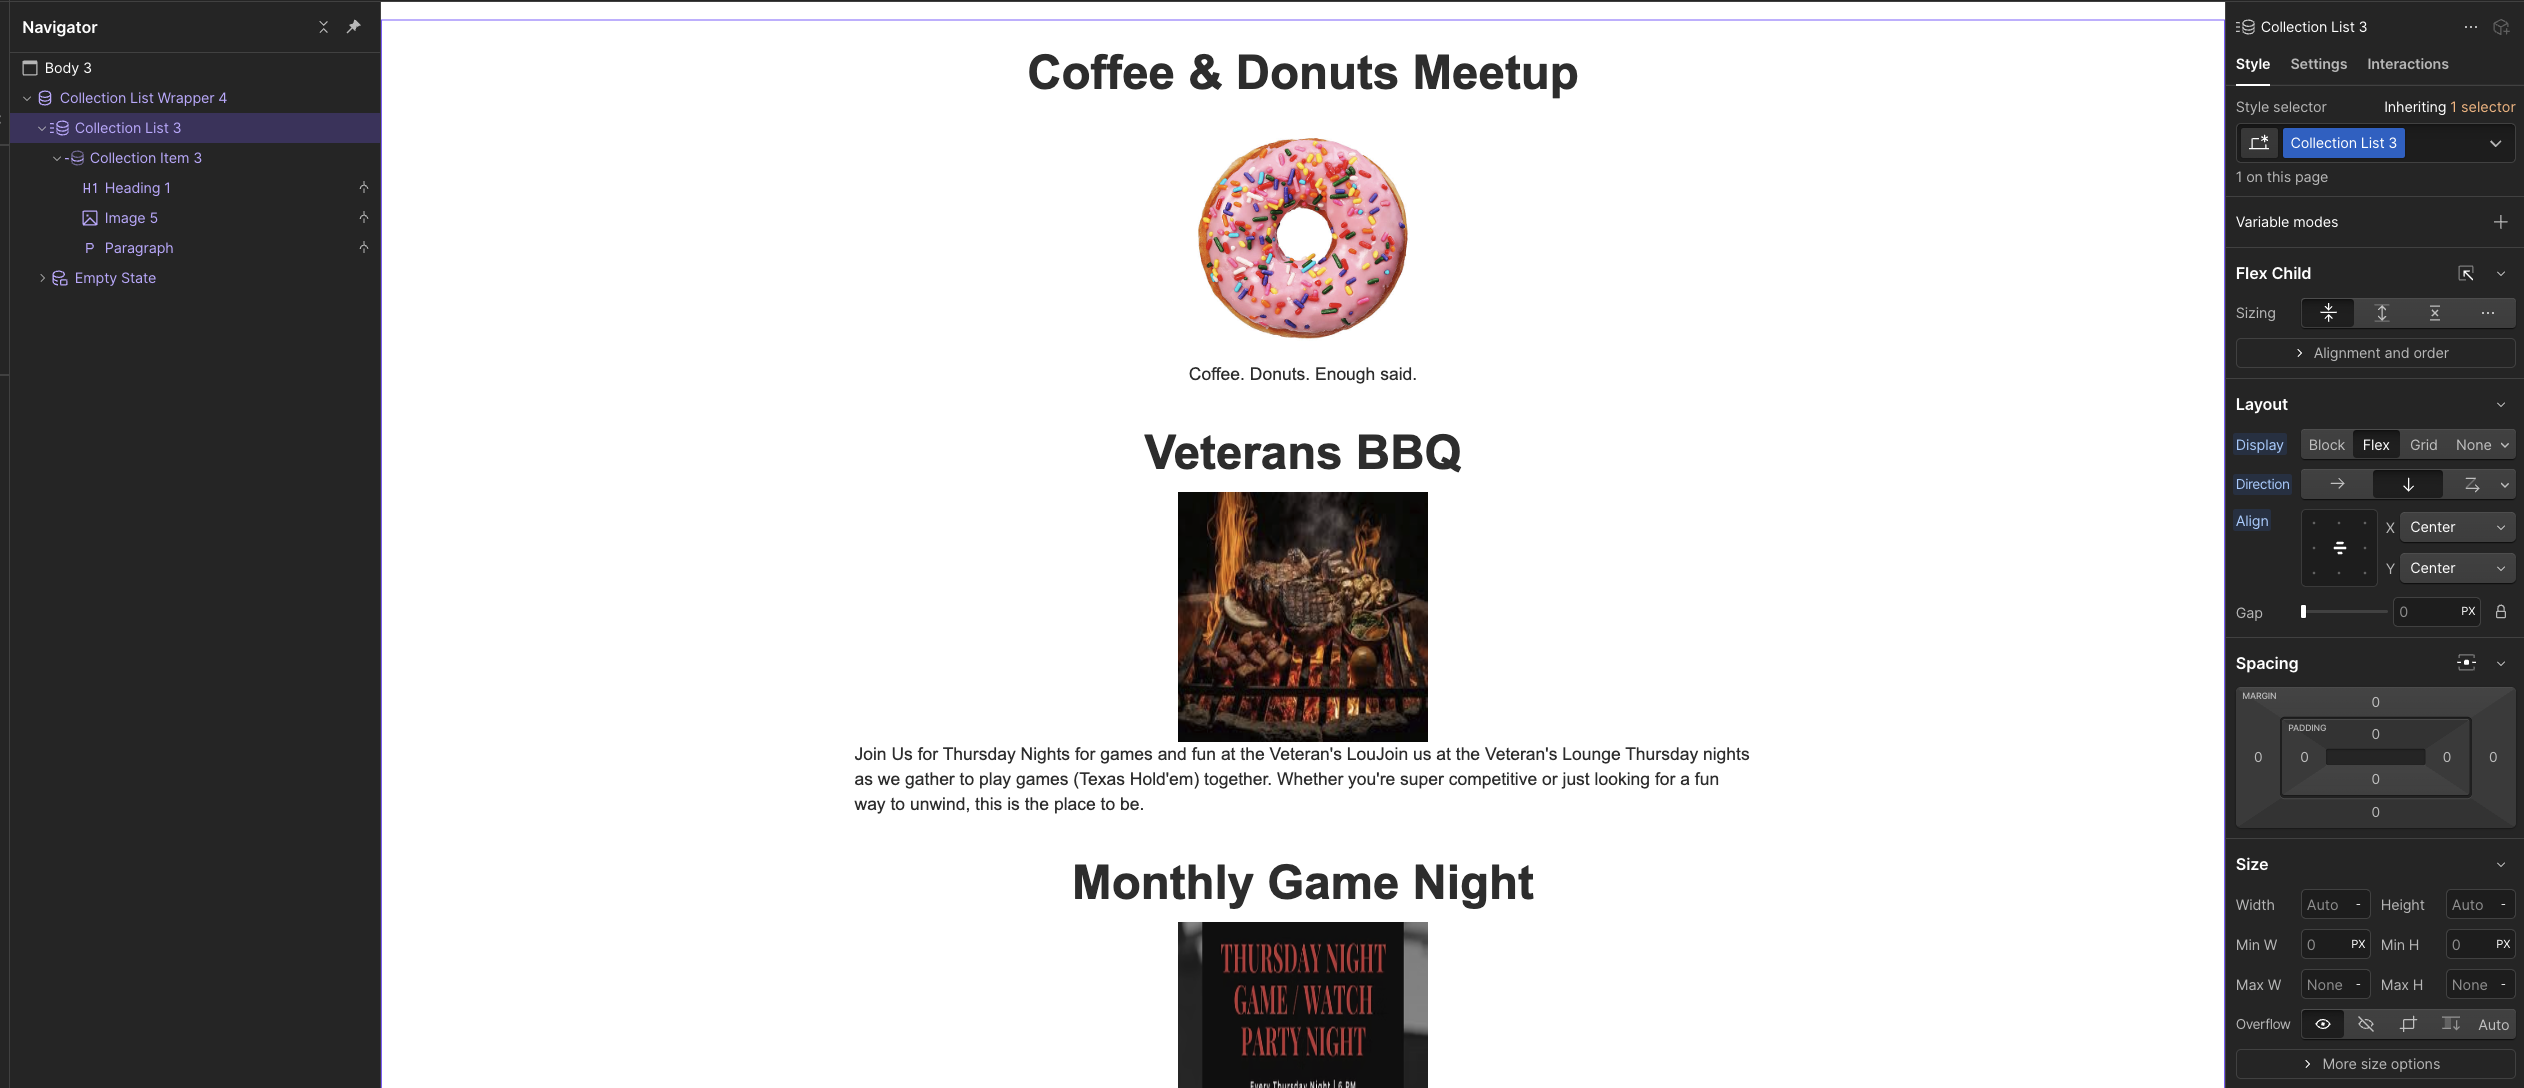 Navigator
Body 3
Collection List Wrapper 4
Collection List 3
Collection Item 3
H1 Heading 1
Image 5
P Paragraph
Empty State
Coffee & Donuts Meetup
Coffee. Donuts. Enough said.
Veterans BBQ
Join Us for Thursday Nights for games and fun at the Veteran's LouJoin us at the Veteran's Lounge Thursday nights
as we gather to play games (Texas Hold'em) together. Whether you're super competitive or just looking for a fun
way to unwind, this is the place to be.
Monthly Game Night
THURSDAY NIGHT
GAME / WATCH
PARTY NIGHT
Every Thursday Night | 6 PM
Collection List 3
Style Settings Interactions
Style selector Inheriting 1 selector
Collection List 3
1 on this page
Variable modes
Flex Child
Sizing
Alignment and order
Layout
Display Block Flex Grid None
Direction
Align X Center
Y Center
Gap 0 PX
Spacing
MARGIN
0
PADDING
0
0 0 0 0
0
0
Size
Width Auto - Height Auto -
Min W 0 PX Min H 0 PX
Max W None - Max H None -
Overflow Auto
More size options